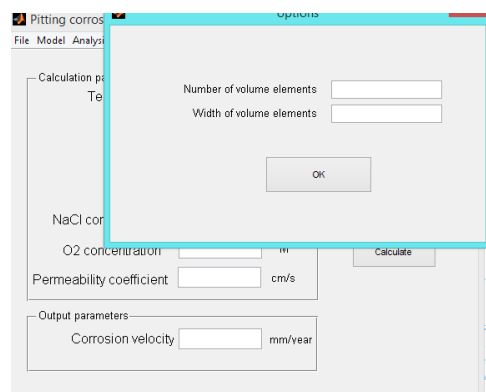 Pitting corros
Options
File Model Analysi
Calculation pa
Te
Number of volume elements
Width of volume elements
OK
NaCl cor
O2 concentration M
Calculate
Permeability coefficient cm/s
Output parameters
Corrosion velocity mm/year